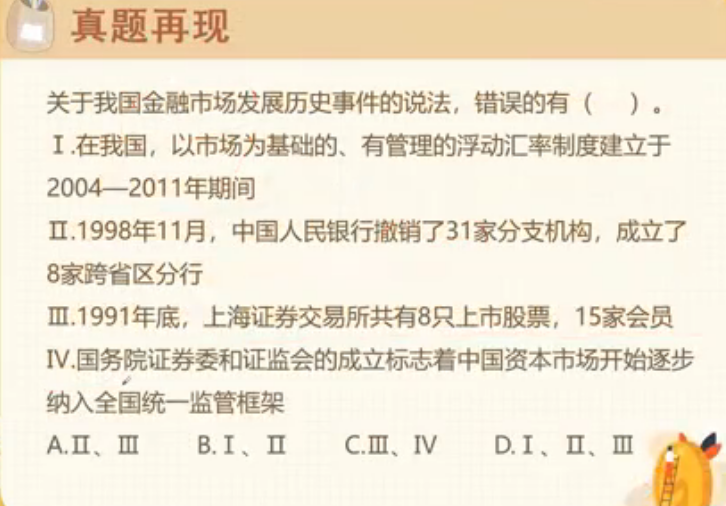 真题再现
关于我国金融市场发展历史事件的说法，错误的有（　）。
Ⅰ.在我国，以市场为基础的、有管理的浮动汇率制度建立于
2004—2011年期间
Ⅱ.1998年11月，中国人民银行撤销了31家分支机构，成立了
8家跨省区分行
Ⅲ.1991年底，上海证券交易所共有8只上市股票，15家会员
Ⅳ.国务院证券委和证监会的成立标志着中国资本市场开始逐步
纳入全国统一监管框架
A.Ⅱ、Ⅲ B.Ⅰ、Ⅱ C.Ⅲ、Ⅳ D.Ⅰ、Ⅱ、Ⅲ